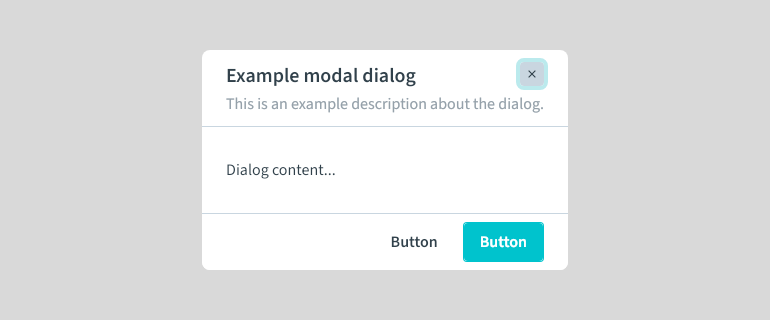 Example modal dialog
×
This is an example description about the dialog.
Dialog content...
Button
Button